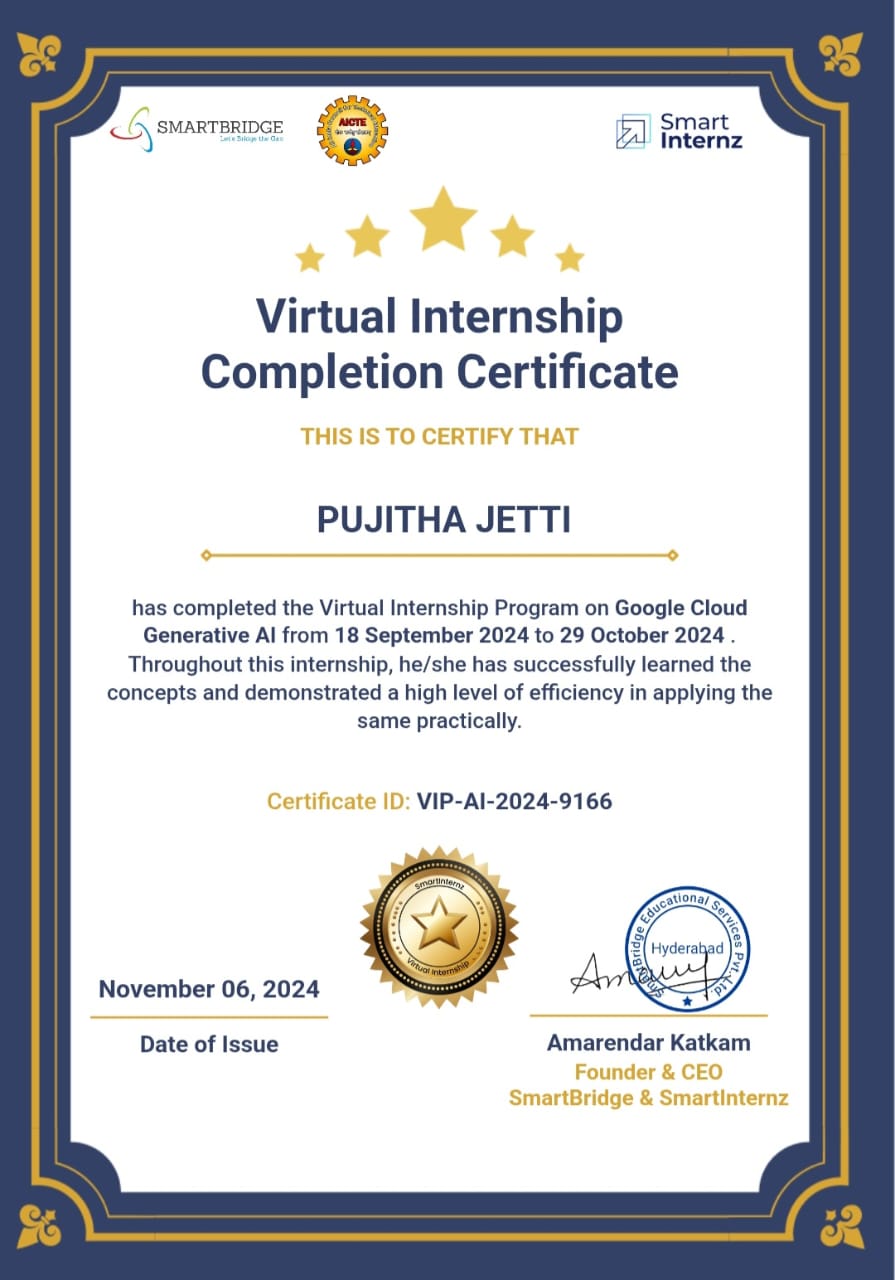 SMARTBRIDGE
Let's Bridge the Gap
AICTE
Smart
Internz
Virtual Internship
Completion Certificate
THIS IS TO CERTIFY THAT
PUJITHA JETTI
has completed the Virtual Internship Program on Google Cloud
Generative AI from 18 September 2024 to 29 October 2024 .
Throughout this internship, he/she has successfully learned the
concepts and demonstrated a high level of efficiency in applying the
same practically.
Certificate ID: VIP-AI-2024-9166
SmartInternz
Virtual Internship
SmartBridge Educational Services Pvt. Ltd.
Hyderabad
November 06, 2024
Date of Issue
Amarendar Katkam
Founder & CEO
SmartBridge & SmartInternz